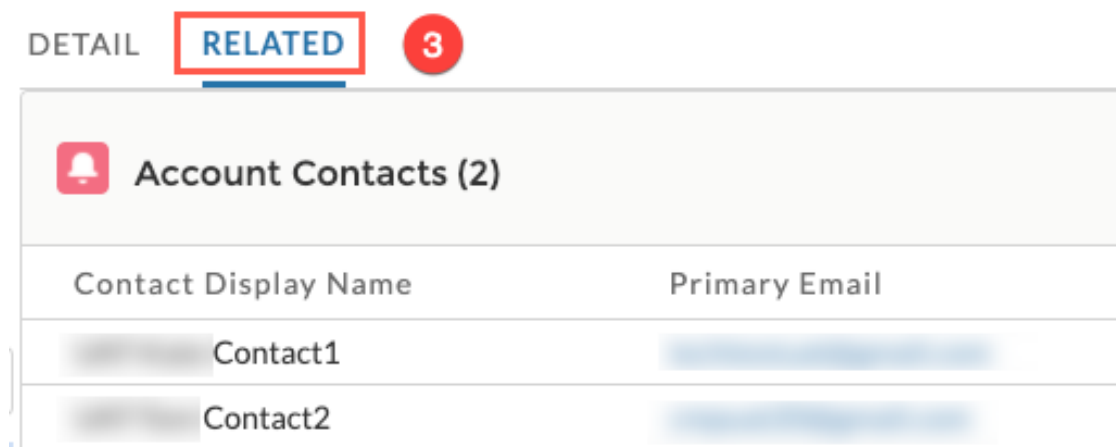 DETAIL RELATED 3
Account Contacts (2)
Contact Display Name Primary Email
Contact1
Contact2